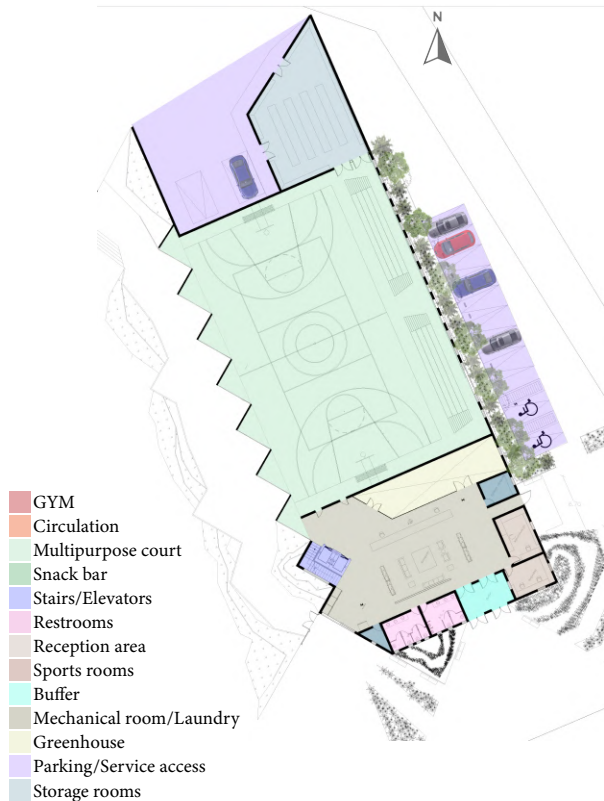 N
GYM
Circulation
Multipurpose court
Snack bar
Stairs/Elevators
Restrooms
Reception area
Sports rooms
Buffer
Mechanical room/Laundry
Greenhouse
Parking/Service access
Storage rooms